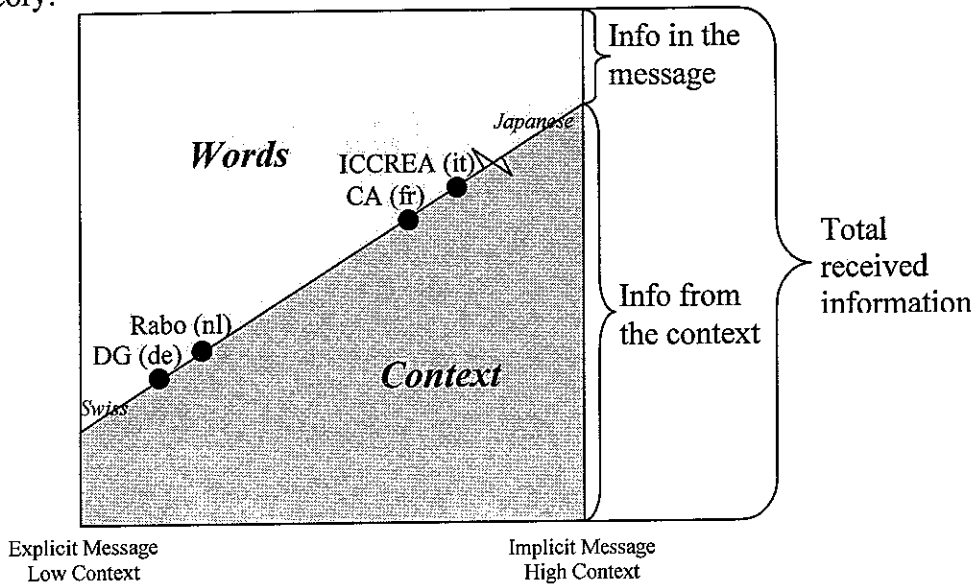 cory.
Info in the
message
Japanese
Words
ICCREA (it)
CA (fr)
Total
received
information
Info from
the context
Rabo (nl)
DG (de)
Context
Swiss
Explicit Message
Low Context
Implicit Message
High Context